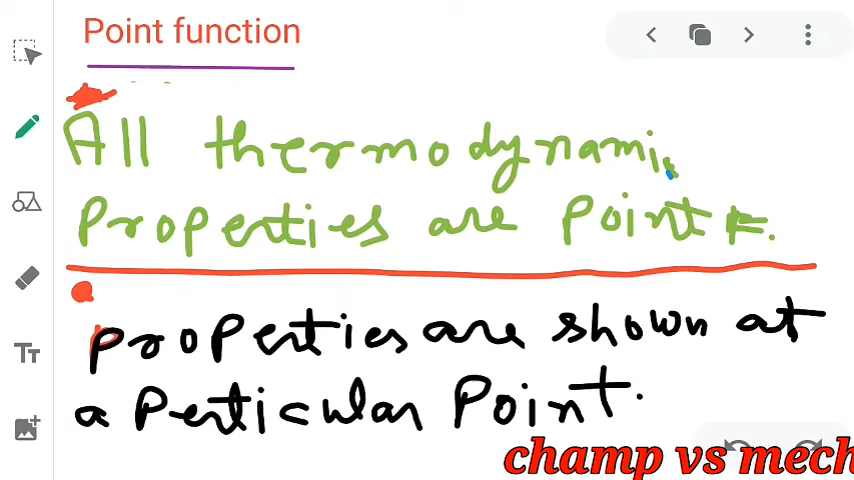 Point function
All thermodynamic
Properties are Point F.
Properties are shown at
a Perticular Point.
champ vs mech